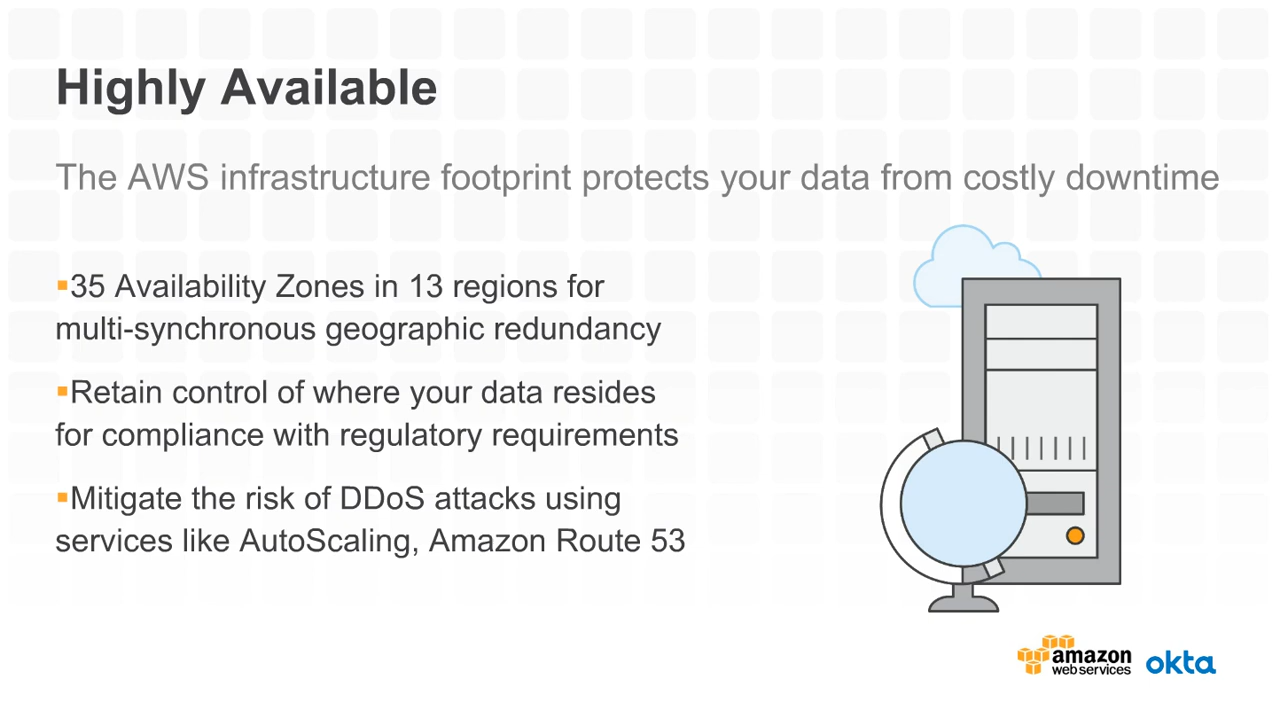 Highly Available
The AWS infrastructure footprint protects your data from costly downtime
▪35 Availability Zones in 13 regions for
multi-synchronous geographic redundancy
▪Retain control of where your data resides
for compliance with regulatory requirements
▪Mitigate the risk of DDoS attacks using
services like AutoScaling, Amazon Route 53
amazon
web services
okta